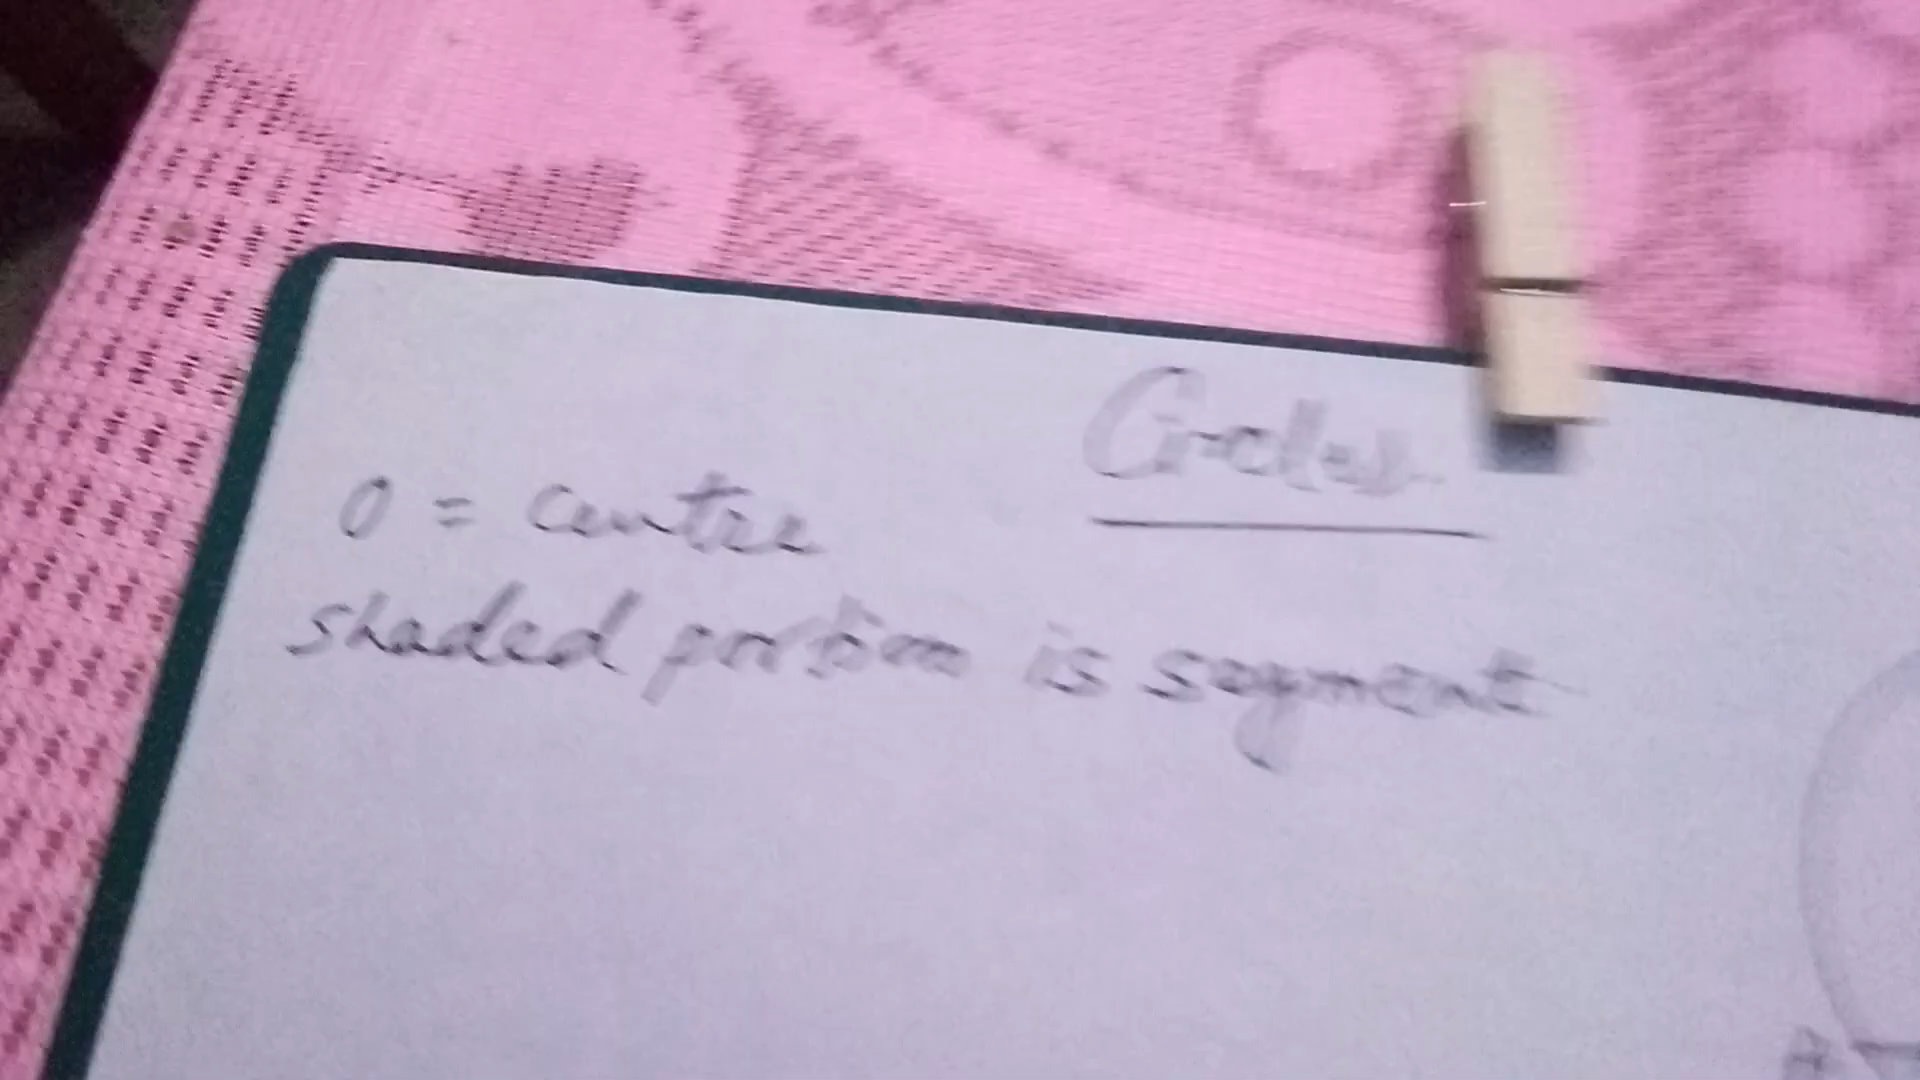 Circles
O = centre
shaded portion is segment
A